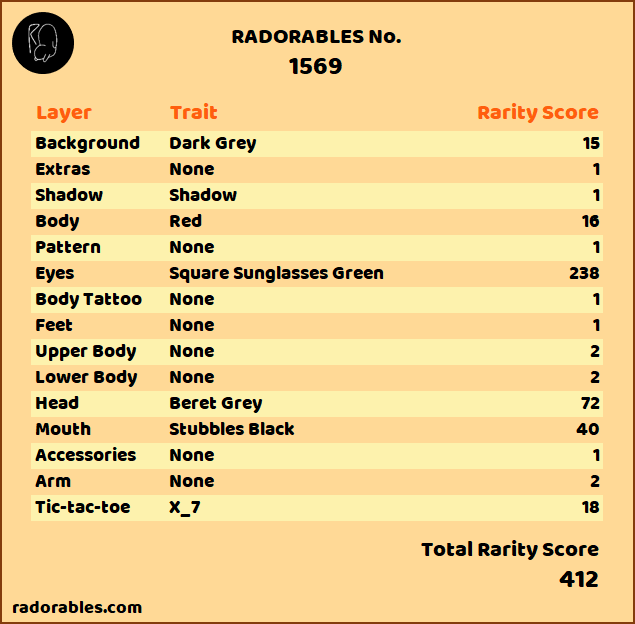 RADORABLES No.
1569
Layer Trait Rarity Score
Background Dark Grey 15
Extras None 1
Shadow Shadow 1
Body Red 16
Pattern None 1
Eyes Square Sunglasses Green 238
Body Tattoo None 1
Feet None 1
Upper Body None 2
Lower Body None 2
Head Beret Grey 72
Mouth Stubbles Black 40
Accessories None 1
Arm None 2
Tic-tac-toe X_7 18
Total Rarity Score
412
radorables.com